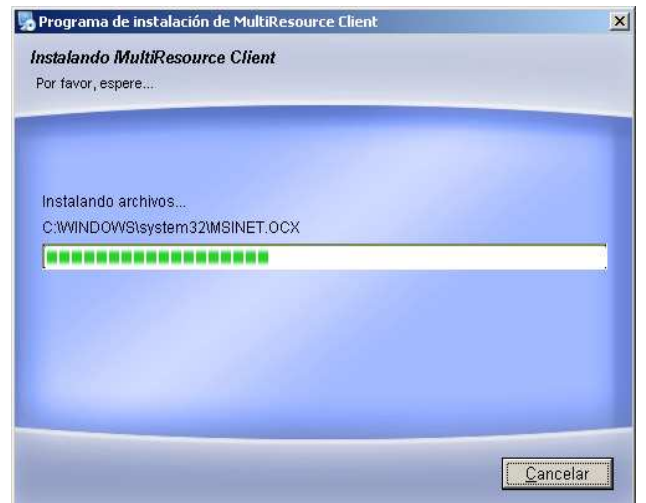 Programa de instalación de MultiResource Client
Instalando MultiResource Client
Por favor, espere...
Instalando archivos...
C:\WINDOWS\system32\MSINET.OCX
Cancelar